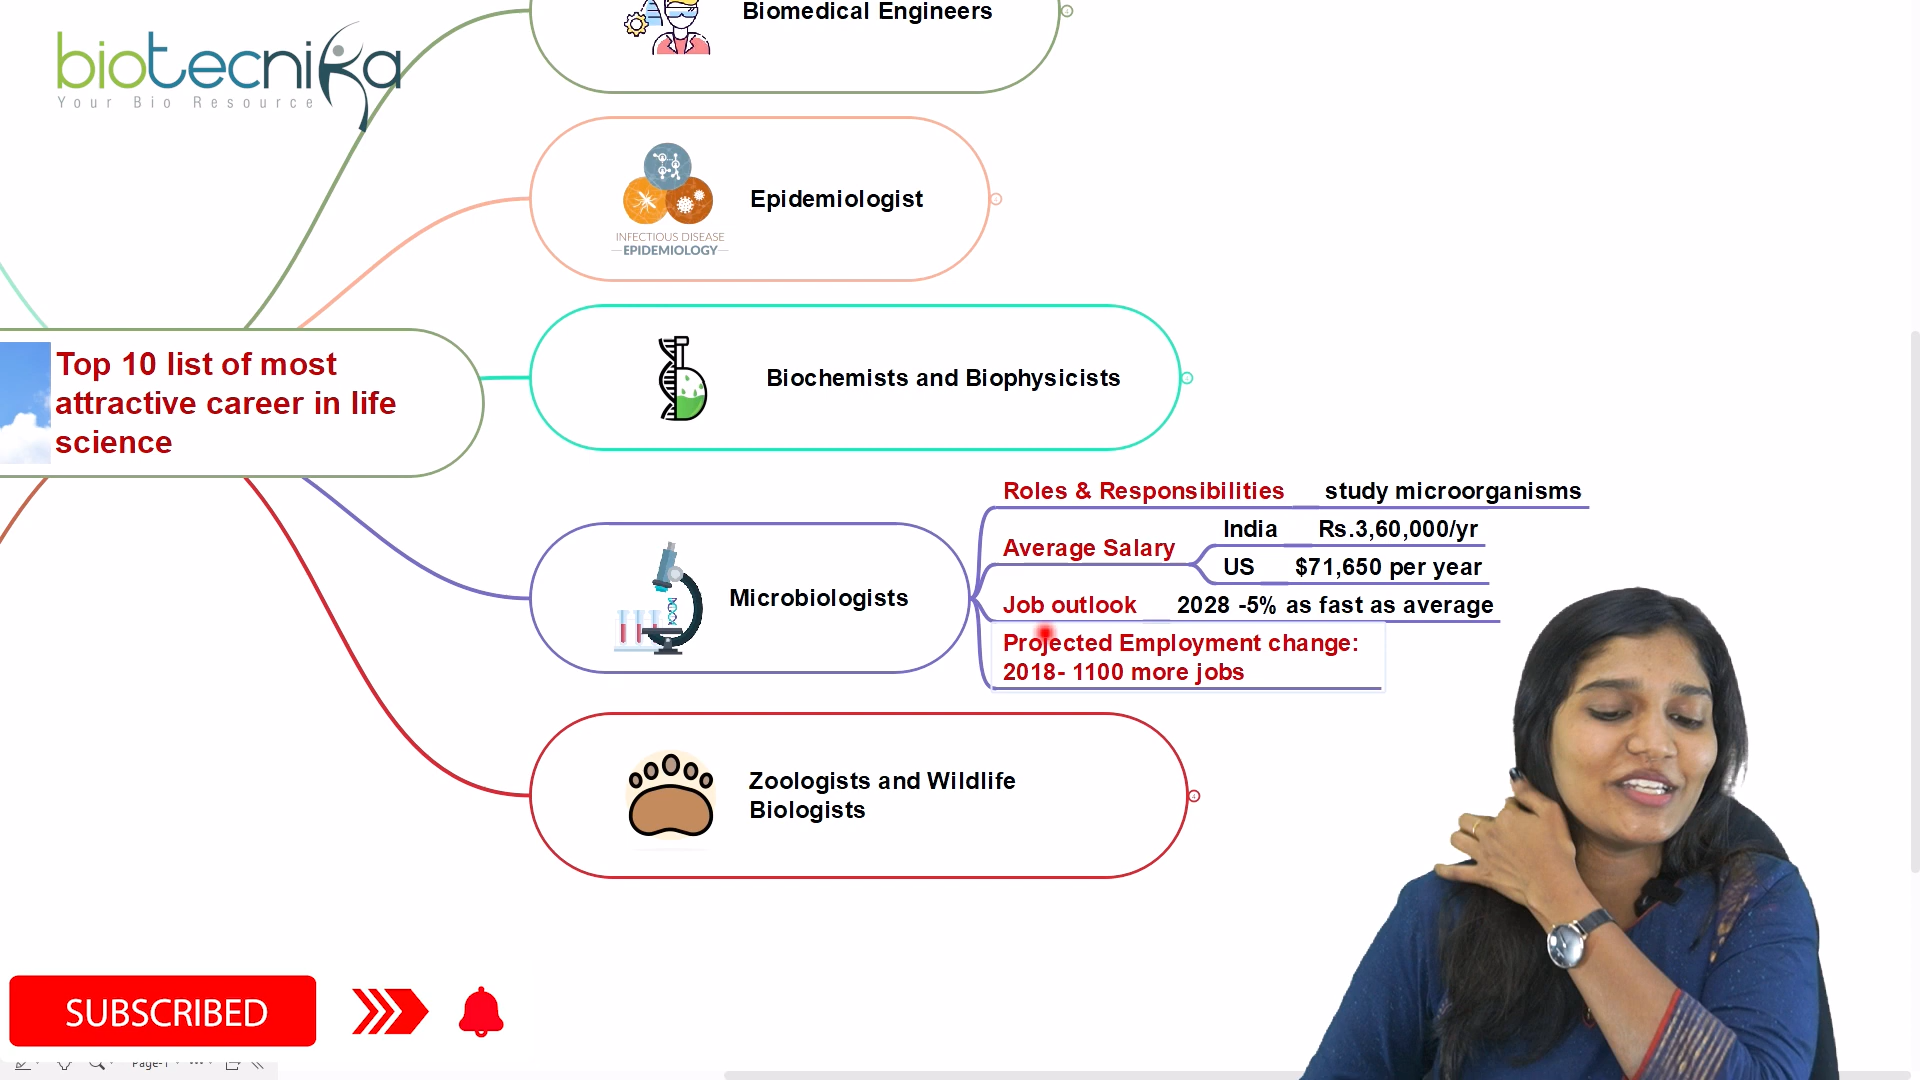 biotecnika
Your Bio Resource
Biomedical Engineers
INFECTIOUS DISEASE
EPIDEMIOLOGY
Epidemiologist
Top 10 list of most
attractive career in life
science
Biochemists and Biophysicists
Microbiologists
Roles & Responsibilities study microorganisms
Average Salary
India Rs.3,60,000/yr
US $71,650 per year
Job outlook 2028 -5% as fast as average
Projected Employment change:
2018- 1100 more jobs
Zoologists and Wildlife
Biologists
SUBSCRIBED